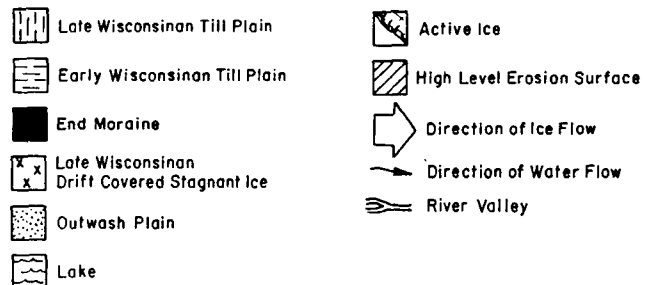 Late Wisconsinan Till Plain
Early Wisconsinan Till Plain
End Moraine
Late Wisconsinan
Drift Covered Stagnant Ice
Outwash Plain
Lake
Active Ice
High Level Erosion Surface
Direction of Ice Flow
Direction of Water Flow
River Valley